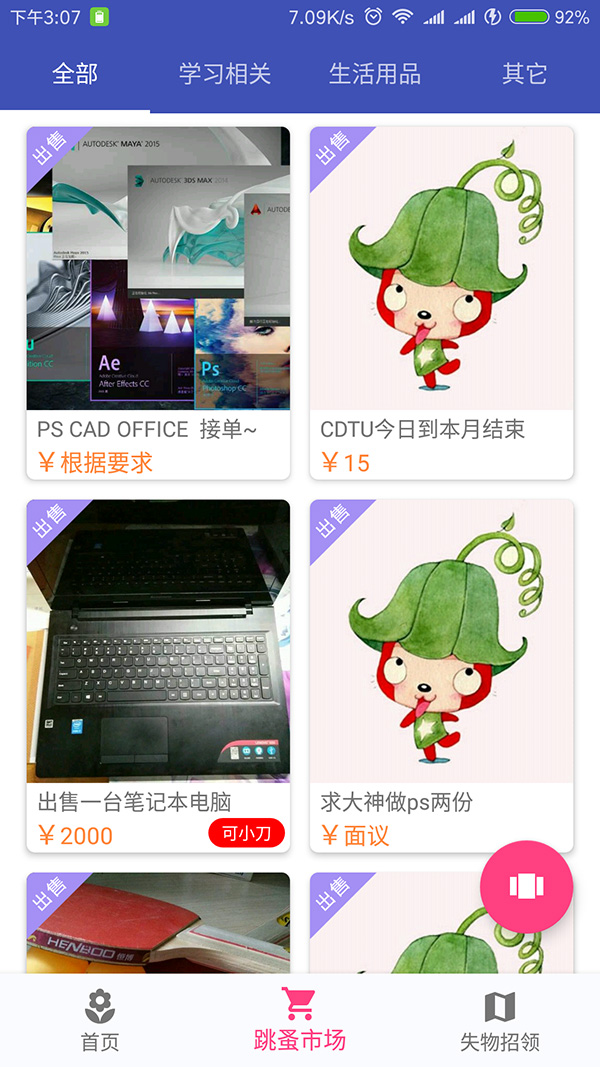 下午3:07
7.09K/s
92%
全部
学习相关
生活用品
其它
出售
AUTODESK® MAYA® 2015
AUTODESK® 3DS MAX®
AUTODESK
Ae
After Effects CC
Ps
Photoshop CC
PS CAD OFFICE 接单~
¥根据要求
出售
CDTU今日到本月结束
¥15
出售
出售一台笔记本电脑
¥2000
可小刀
出售
求大神做ps两份
¥面议
出售
HENBOO 恒博
出售
首页
跳蚤市场
失物招领